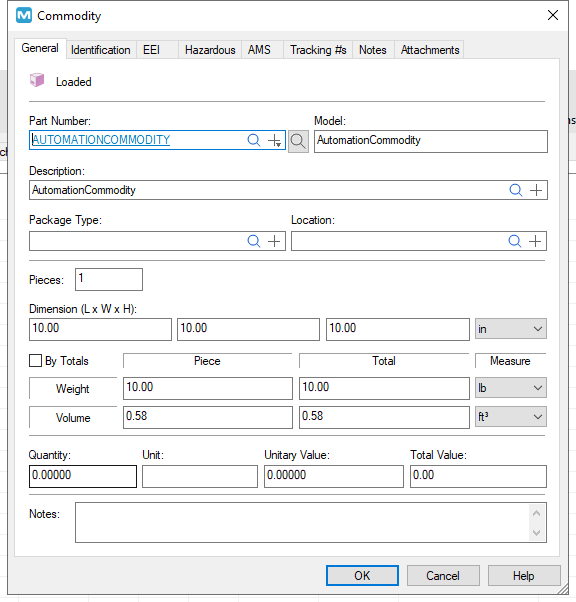 Commodity
General Identification EEI Hazardous AMS Tracking #s Notes Attachments
Loaded
Part Number: Model:
AUTOMATIONCOMMODITY AutomationCommodity
Description:
AutomationCommodity
Package Type: Location:
Pieces: 1
Dimension (L x W x H):
10.00 10.00 10.00 in
By Totals Piece Total Measure
Weight 10.00 10.00 lb
Volume 0.58 0.58 ft³
Quantity: Unit: Unitary Value: Total Value:
0.00000 0.00000 0.00
Notes:
OK Cancel Help